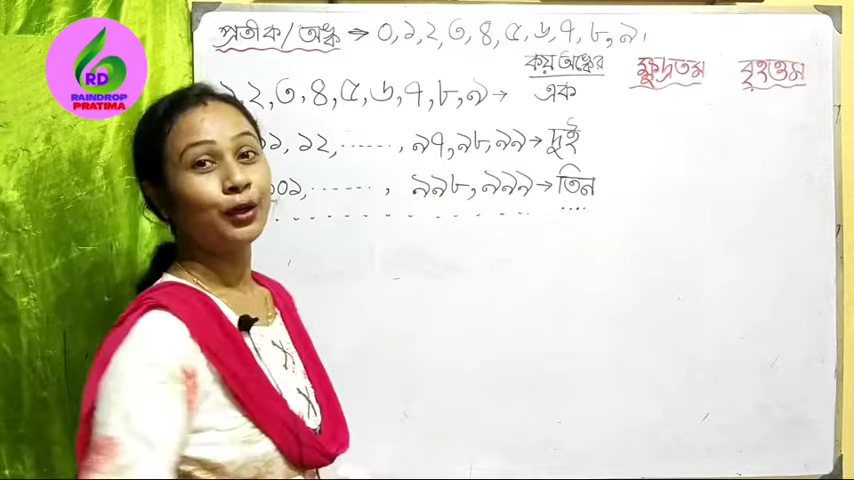 RD
RAINDROP
PRATIMA
প্রতীক/অঙ্ক → ০,১,২,৩,৪,৫,৬,৭,৮,৯।
কয় অঙ্কের ক্ষুদ্রতম বৃহত্তম
২,৩,৪,৫,৬,৭,৮,৯ → এক
১২,......, ৯৭,৯৮,৯৯ → দুই
১০১,......, ৯৯৮,৯৯৯ → তিন